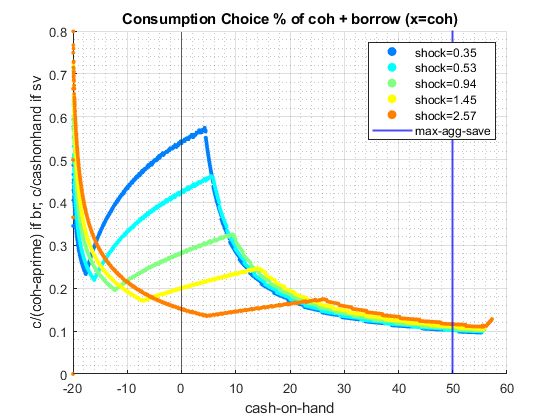 Consumption Choice % of coh + borrow (x=coh)
0.8
0.7
0.6
0.5
0.4
0.3
0.2
0.1
0
c/(coh-aprime) if br, c/cashonhand if sv
shock=0.35
shock=0.53
shock=0.94
shock=1.45
shock=2.57
max-agg-save
-20
-10
0
10
20
30
40
50
60
cash-on-hand